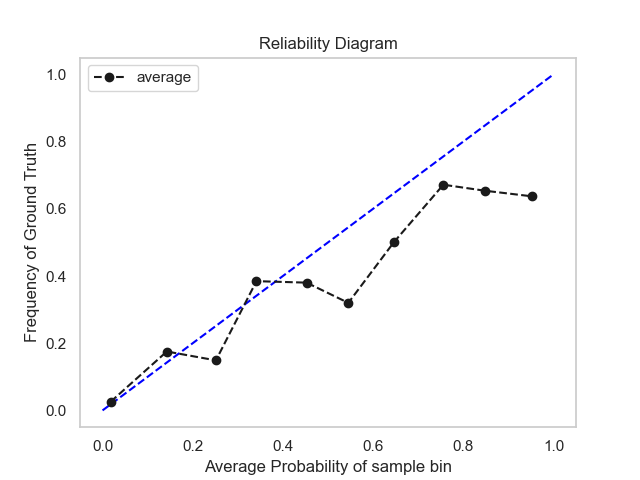 Reliability Diagram
average
Frequency of Ground Truth
1.0
0.8
0.6
0.4
0.2
0.0
0.0 0.2 0.4 0.6 0.8 1.0
Average Probability of sample bin